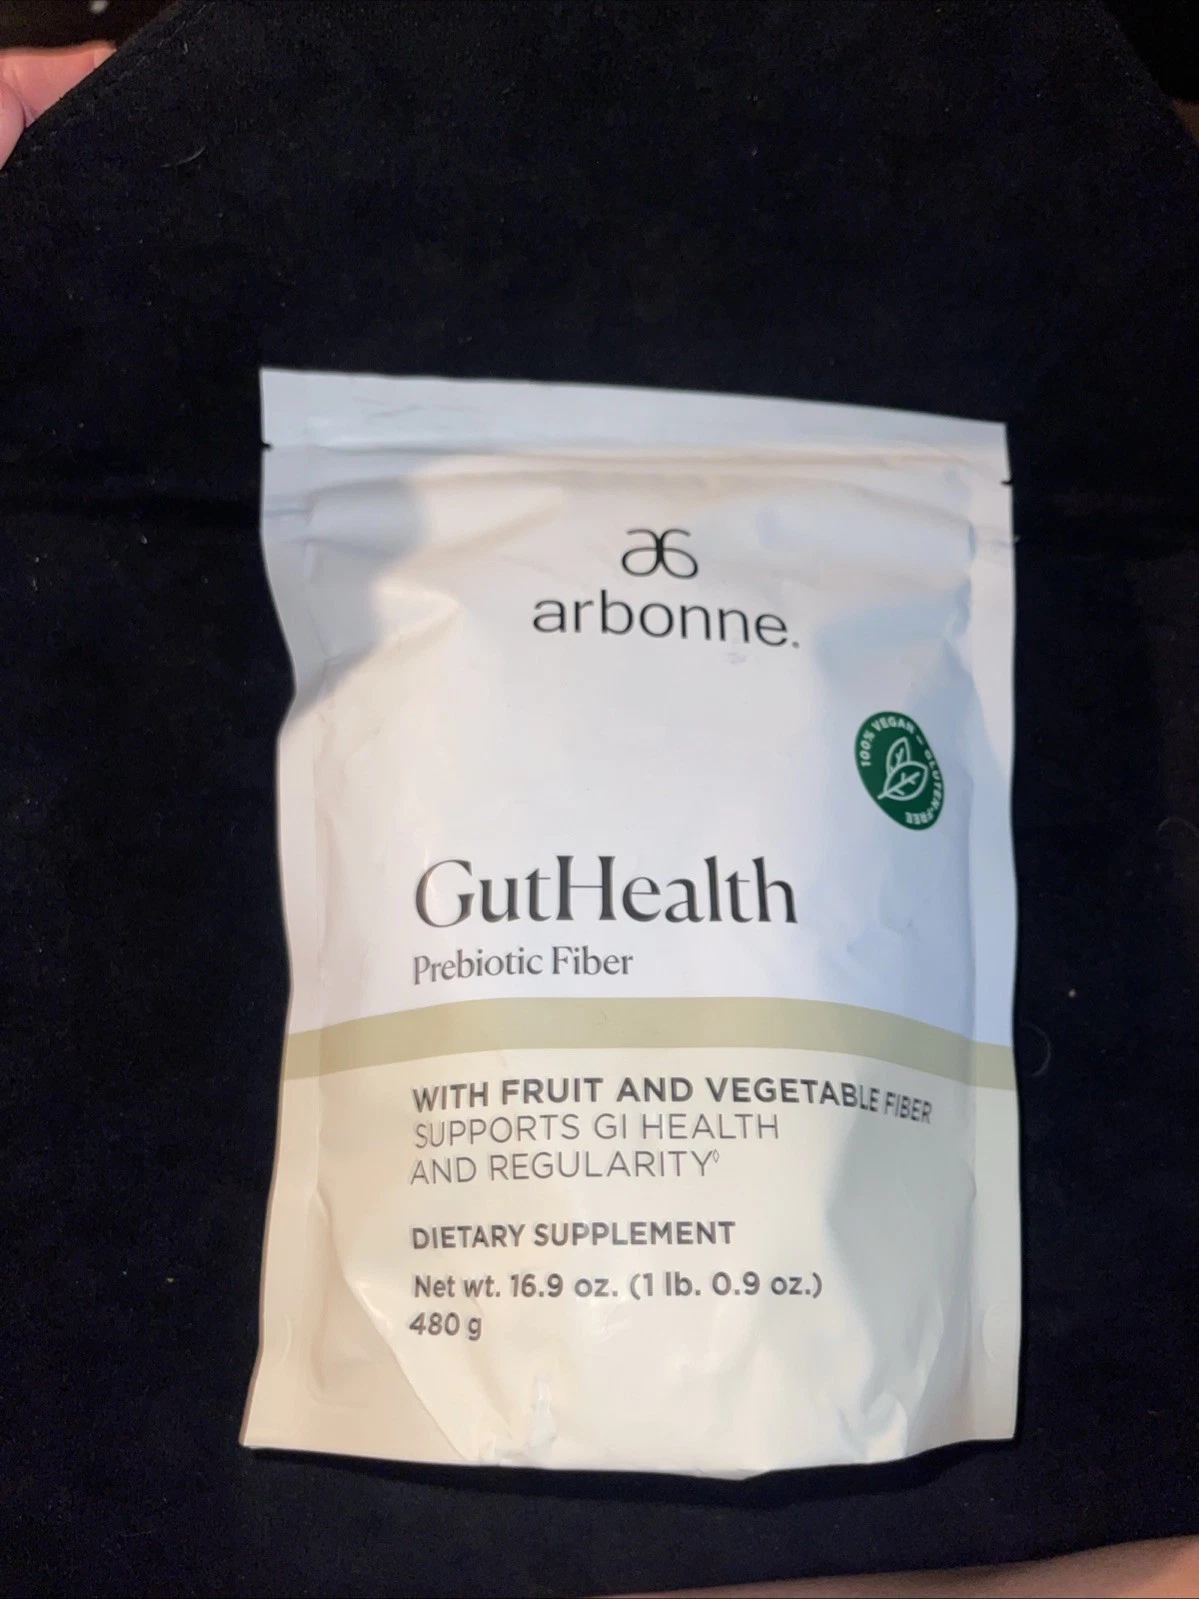 arbonne.
100% VEGAN – GLUTEN-FREE
GutHealth
Prebiotic Fiber
WITH FRUIT AND VEGETABLE FIBER
SUPPORTS GI HEALTH
AND REGULARITY◊
DIETARY SUPPLEMENT
Net wt. 16.9 oz. (1 lb. 0.9 oz.)
480 g